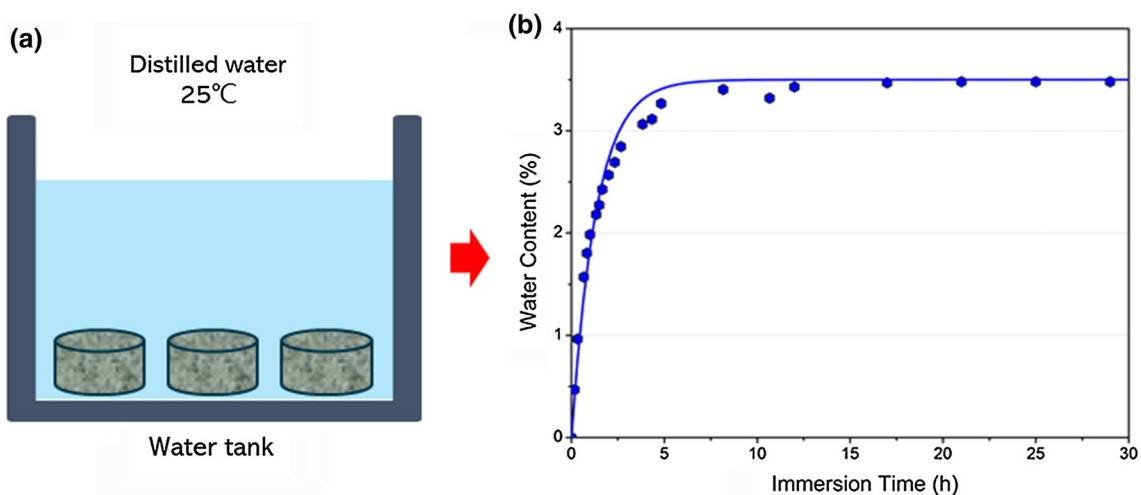 (a)
Distilled water
25℃
Water tank
(b)
4
3
2
1
0
Water Content (%)
0 5 10 15 20 25 30
Immersion Time (h)